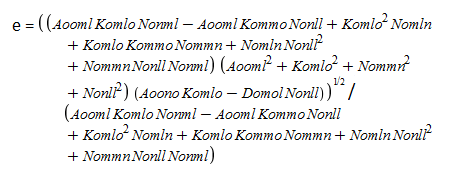 e = ((Aooml Komlo Nonml − Aooml Kommo Nonll + Komlo² Nomln
+ Komlo Kommo Nommn + Nomln Nonll²
+ Nommn Nonll Nonml) (Aooml² + Komlo² + Nommn²
+ Nonll²) (Aoono Komlo − Domol Nonll))^1/2 /
(Aooml Komlo Nonml − Aooml Kommo Nonll
+ Komlo² Nomln + Komlo Kommo Nommn + Nomln Nonll²
+ Nommn Nonll Nonml)